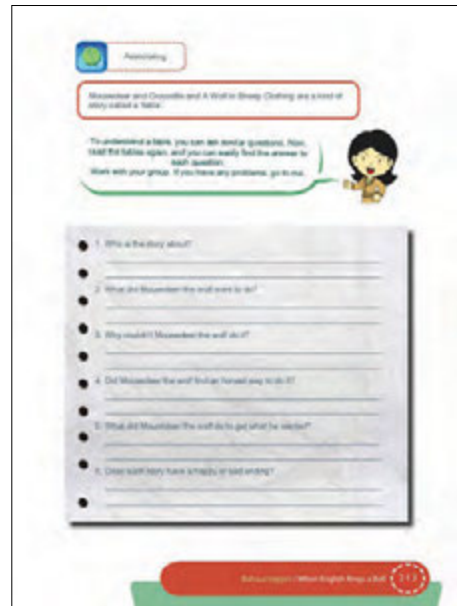 Associating
Mousedeer and Crocodile and A Wolf in Sheep Clothing are a kind of
story called a 'fable'.
To understand a fable, you can ask similar questions. Now,
read the fables again, and you can easily find the answer to
each question.
Work with your group. If you have any problems, go to me.
1. Who is the story about?
2. What did Mousedeer/the wolf want to do?
3. Why couldn't Mousedeer/the wolf do it?
4. Did Mousedeer/the wolf find an honest way to do it?
5. What did Mousedeer/the wolf do to get what he wanted?
6. Does each story have a happy or sad ending?
Bahasa Inggris | When English Rings a Bell
213